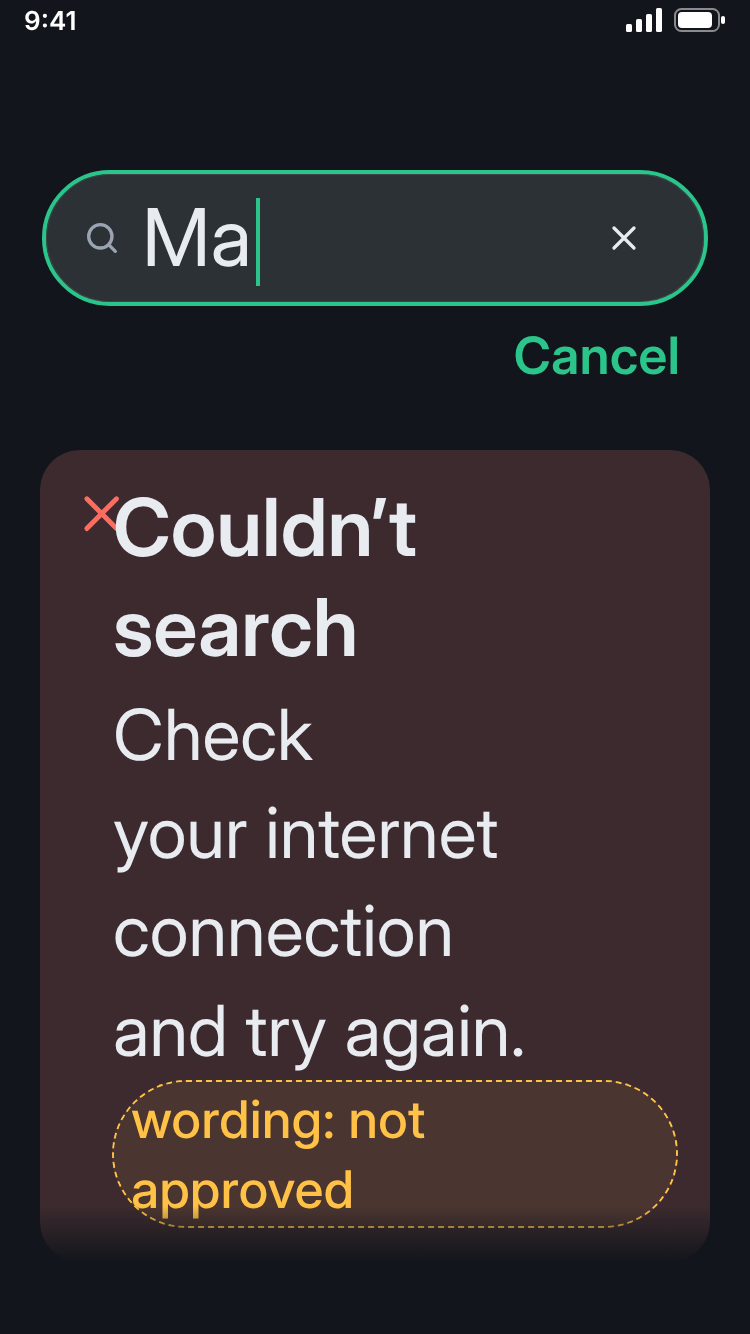 9:41
Ma
Cancel
Couldn’t
search
Check
your internet
connection
and try again.
wording: not
approved